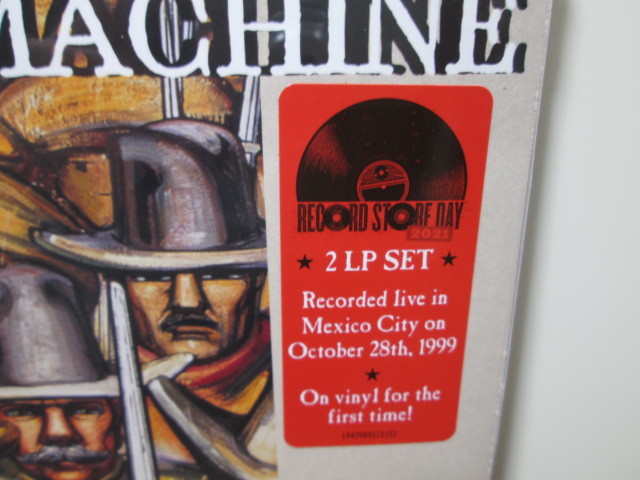 MACHINE
RECORD STORE DAY
2021
★ 2 LP SET ★
Recorded live in
Mexico City on
October 28th, 1999
★
On vinyl for the
first time!